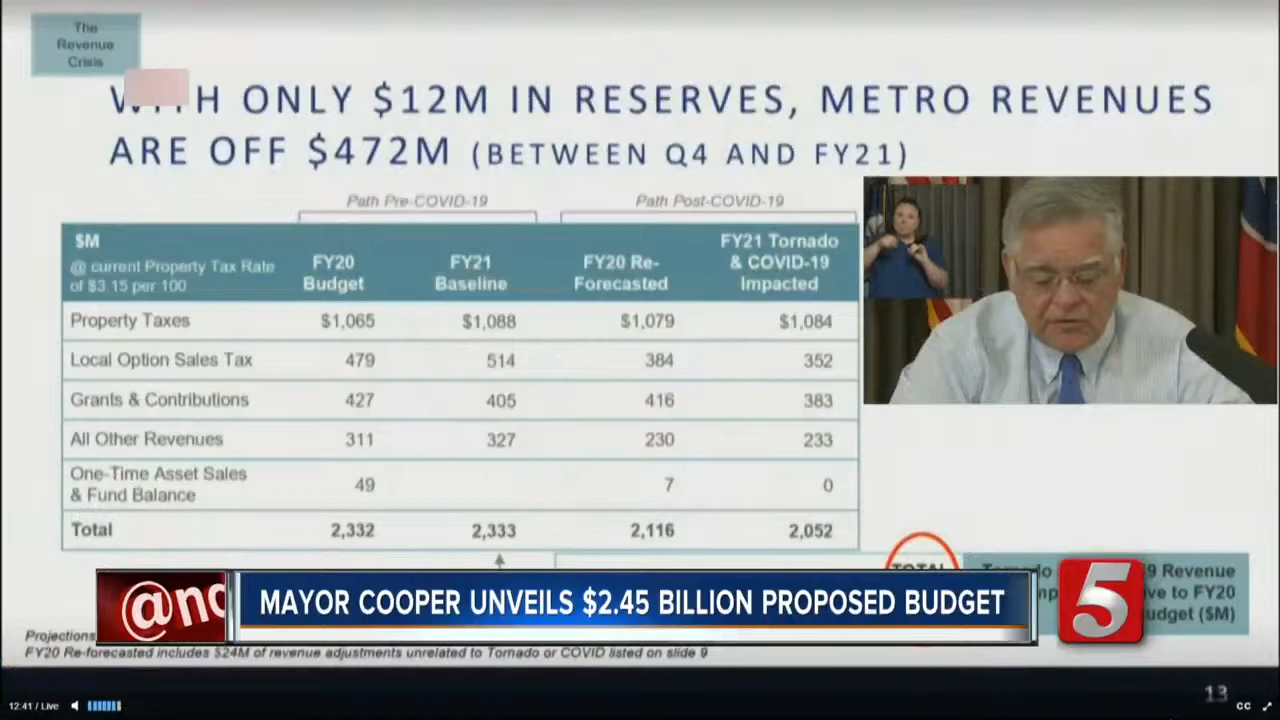 The
Revenue
Crisis
H ONLY $12M IN RESERVES, METRO REVENUES
ARE OFF $472M (BETWEEN Q4 AND FY21)
Path Pre-COVID-19 Path Post-COVID-19
$M
@ current Property Tax Rate
of $3.15 per 100
FY20
Budget
FY21
Baseline
FY20 Re-
Forecasted
FY21 Tornado
& COVID-19
Impacted
Property Taxes $1,065 $1,088 $1,079 $1,084
Local Option Sales Tax 479 514 384 352
Grants & Contributions 427 405 416 383
All Other Revenues 311 327 230 233
One-Time Asset Sales
& Fund Balance 49 7 0
Total 2,332 2,333 2,116 2,052
TOTAL
9 Revenue
to FY20
($M)
MAYOR COOPER UNVEILS $2.45 BILLION PROPOSED BUDGET
5
Projections
FY20 Re-forecasted includes $24M of revenue adjustments unrelated to Tornado or COVID listed on slide 9
13
12:41 / Live
CC